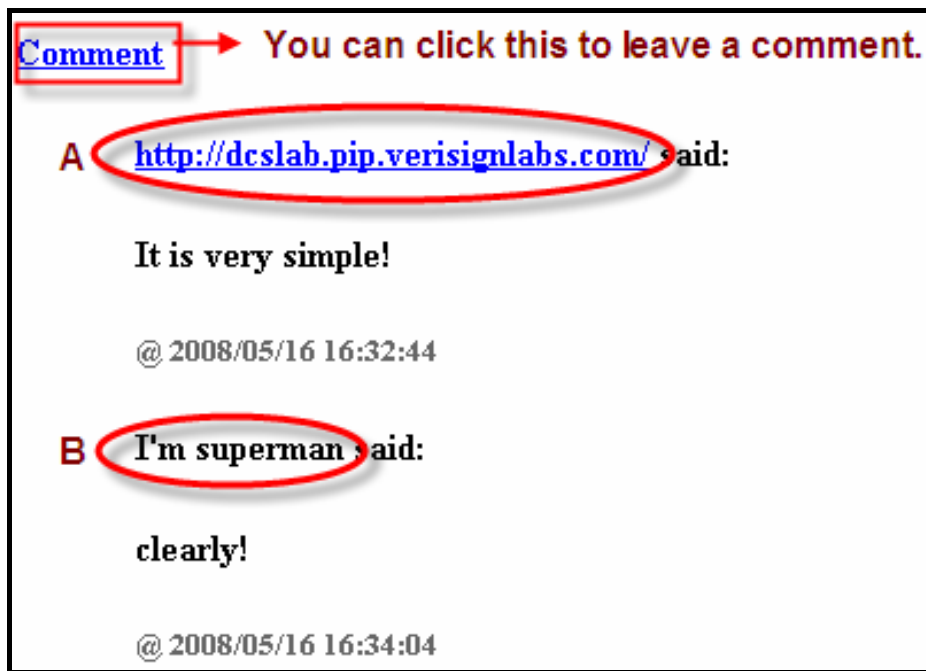 Comment You can click this to leave a comment.
A http://dcslab.pip.verisignlabs.com/ said:
It is very simple!
@ 2008/05/16 16:32:44
B I'm superman said:
clearly!
@ 2008/05/16 16:34:04